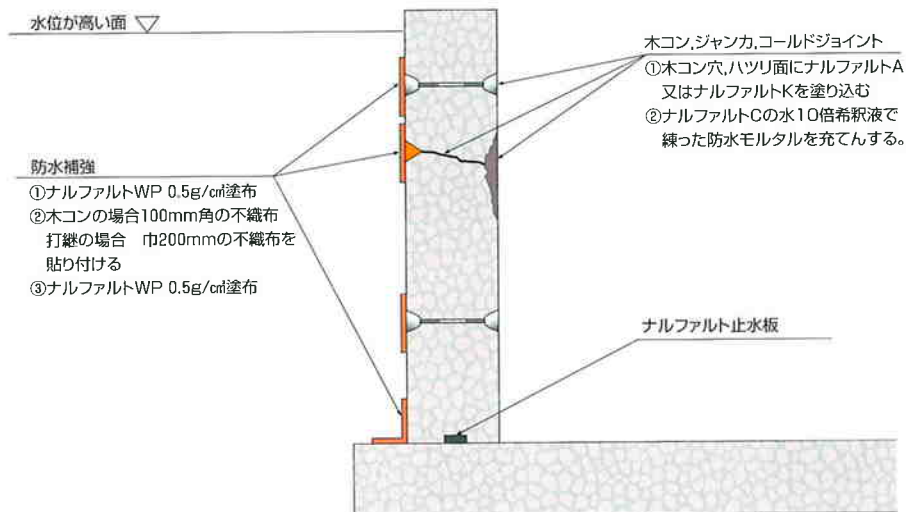 水位が高い面
木コン,ジャンカ,コールドジョイント
①木コン穴,ハツリ面にナルファルトA
又はナルファルトKを塗り込む
②ナルファルトCの水10倍希釈液で
練った防水モルタルを充てんする。
防水補強
①ナルファルトWP 0.5g/c㎡塗布
②木コンの場合100mm角の不織布
打継の場合　巾200mmの不織布を
貼り付ける
③ナルファルトWP 0.5g/c㎡塗布
ナルファルト止水板